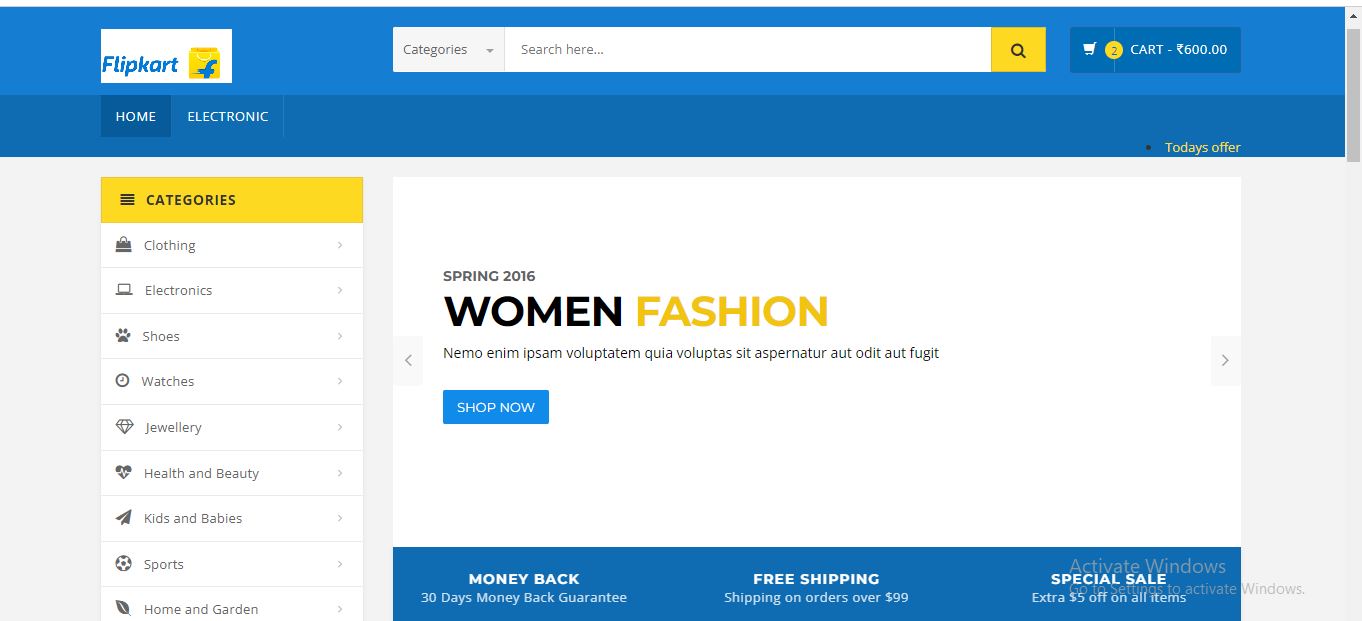 Flipkart
Categories
Search here...
2
CART - ₹600.00
HOME
ELECTRONIC
Todays offer
CATEGORIES
Clothing
Electronics
Shoes
Watches
Jewellery
Health and Beauty
Kids and Babies
Sports
Home and Garden
SPRING 2016
WOMEN FASHION
Nemo enim ipsam voluptatem quia voluptas sit aspernatur aut odit aut fugit
SHOP NOW
MONEY BACK
30 Days Money Back Guarantee
FREE SHIPPING
Shipping on orders over $99
SPECIAL SALE
Extra $5 off on all items
Activate Windows
Go to Settings to activate Windows.